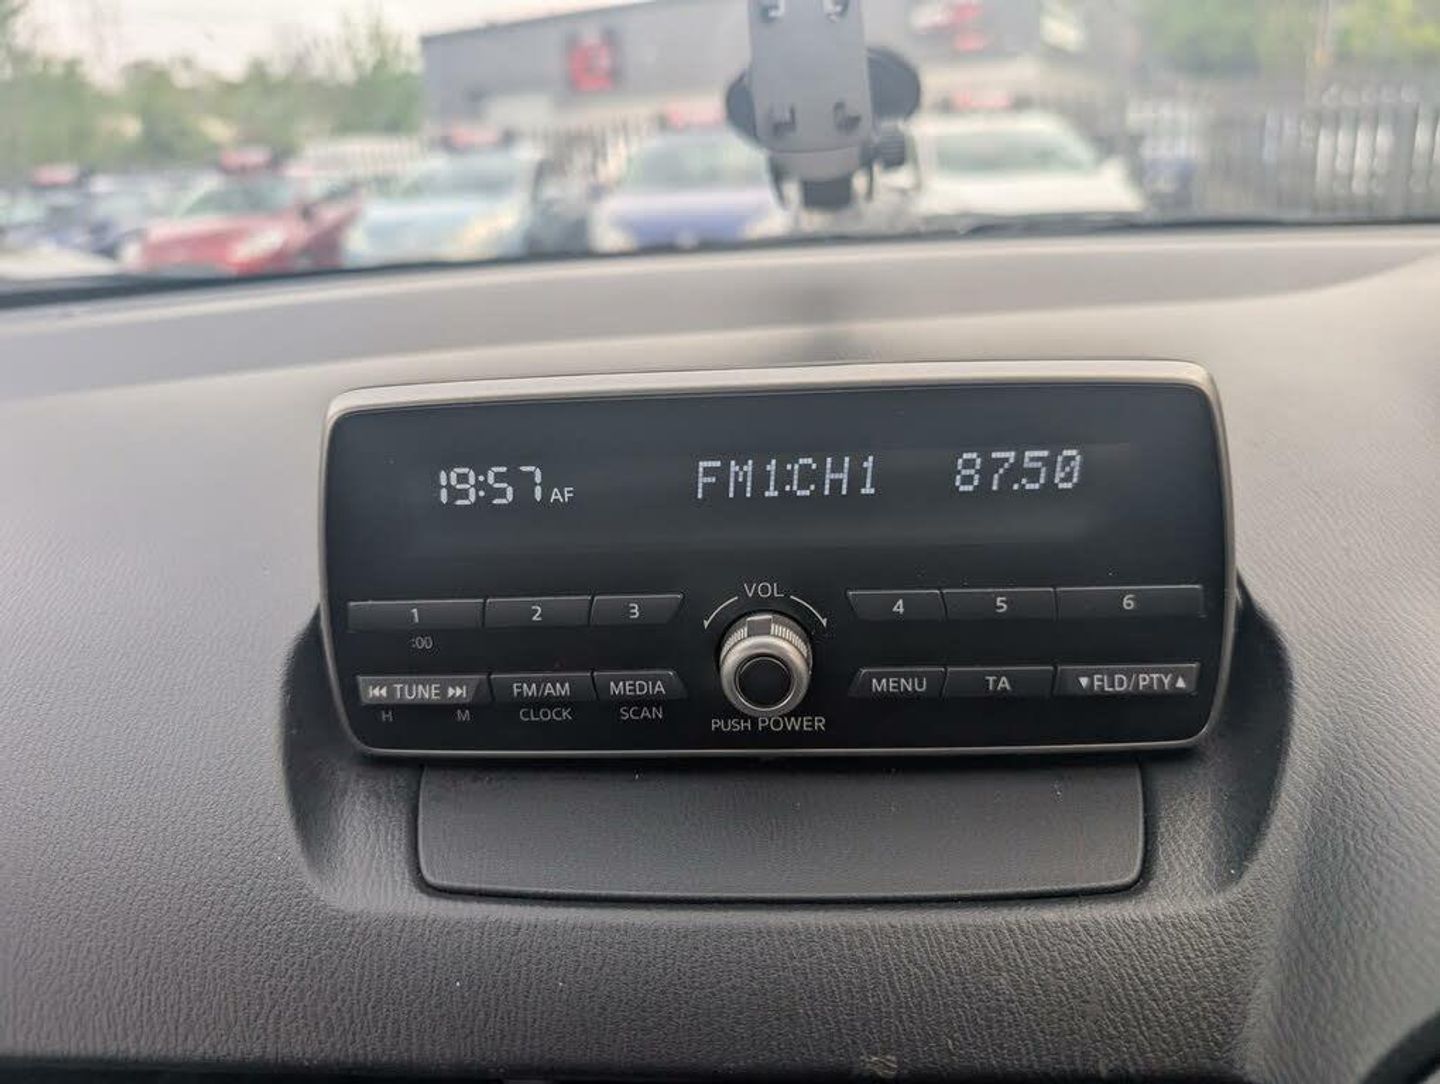 19:57 AF FM1:CH1 87.50
VOL
1 2 3 4 5 6
:00
TUNE FM/AM MEDIA MENU TA ▼FLD/PTY▲
H M CLOCK SCAN
PUSH POWER